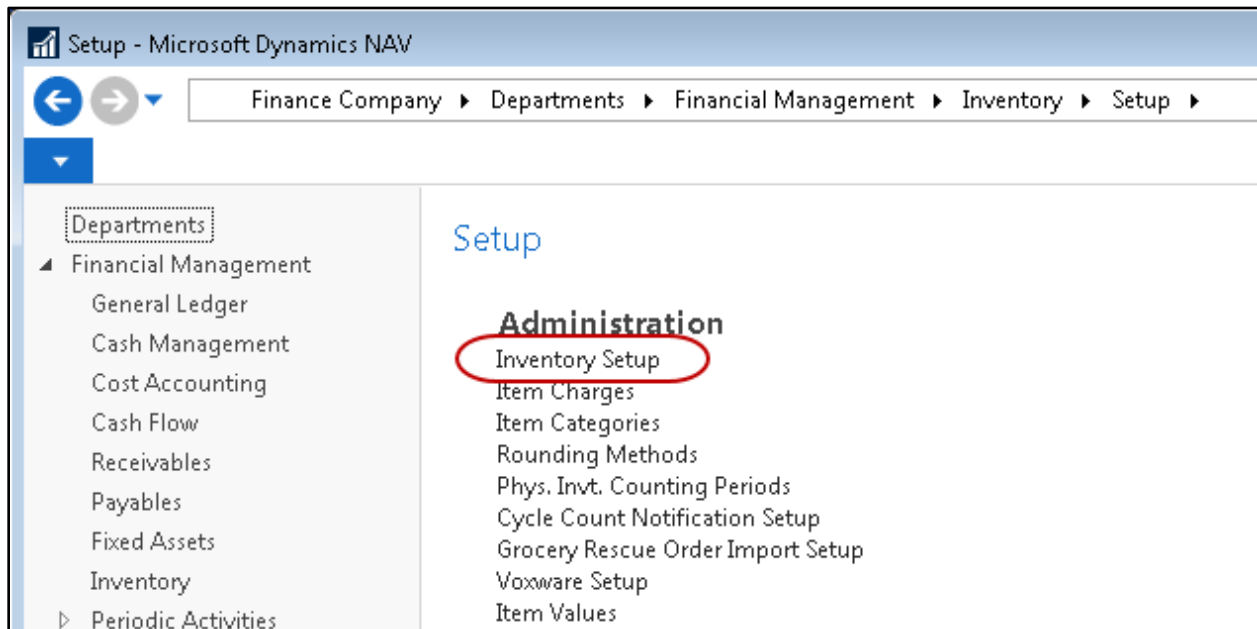 Setup - Microsoft Dynamics NAV
Finance Company ▸ Departments ▸ Financial Management ▸ Inventory ▸ Setup ▸
Departments
Financial Management
General Ledger
Cash Management
Cost Accounting
Cash Flow
Receivables
Payables
Fixed Assets
Inventory
Periodic Activities
Setup
Administration
Inventory Setup
Item Charges
Item Categories
Rounding Methods
Phys. Invt. Counting Periods
Cycle Count Notification Setup
Grocery Rescue Order Import Setup
Voxware Setup
Item Values